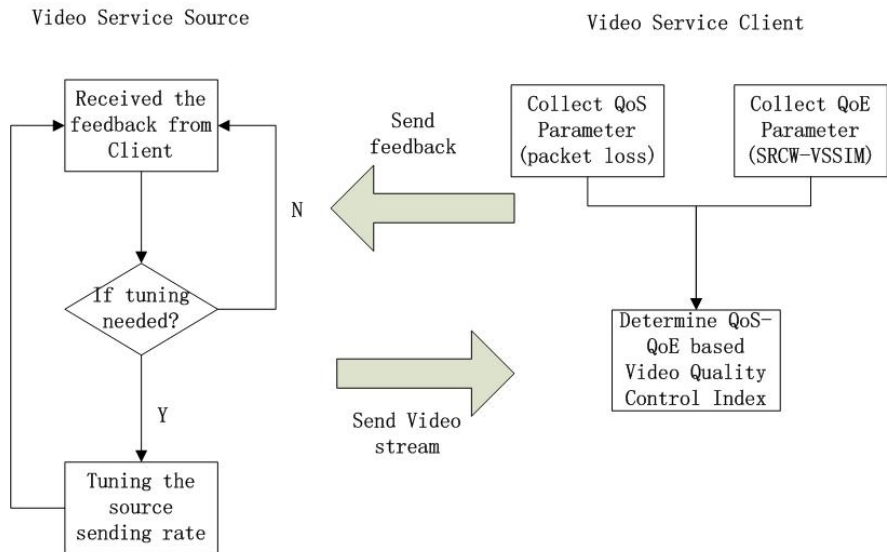 Video Service Source
Video Service Client
Received the
feedback from
Client
Send
feedback
Collect QoS
Parameter
(packet loss)
Collect QoE
Parameter
(SRCW-VSSIM)
N
If tuning
needed?
Determine QoS-
QoE based
Video Quality
Control Index
Y
Send Video
stream
Tuning the
source
sending rate